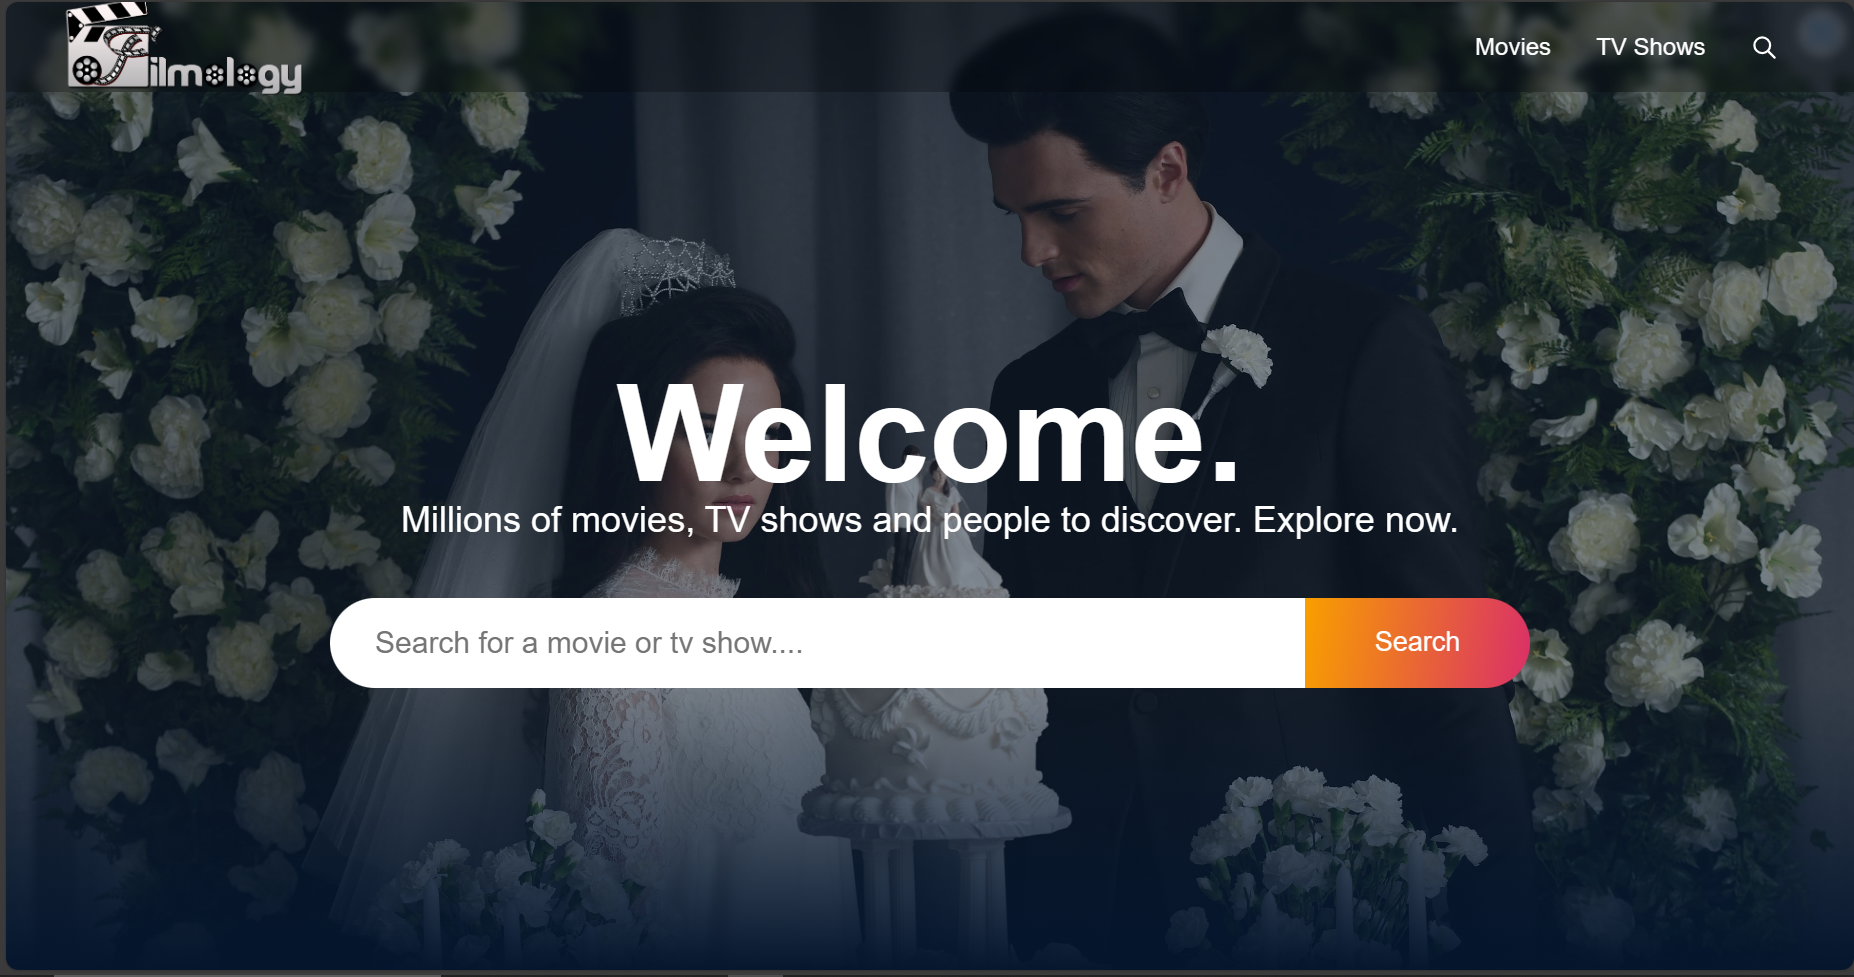 Filmology
Movies
TV Shows
Welcome.
Millions of movies, TV shows and people to discover. Explore now.
Search for a movie or tv show....
Search